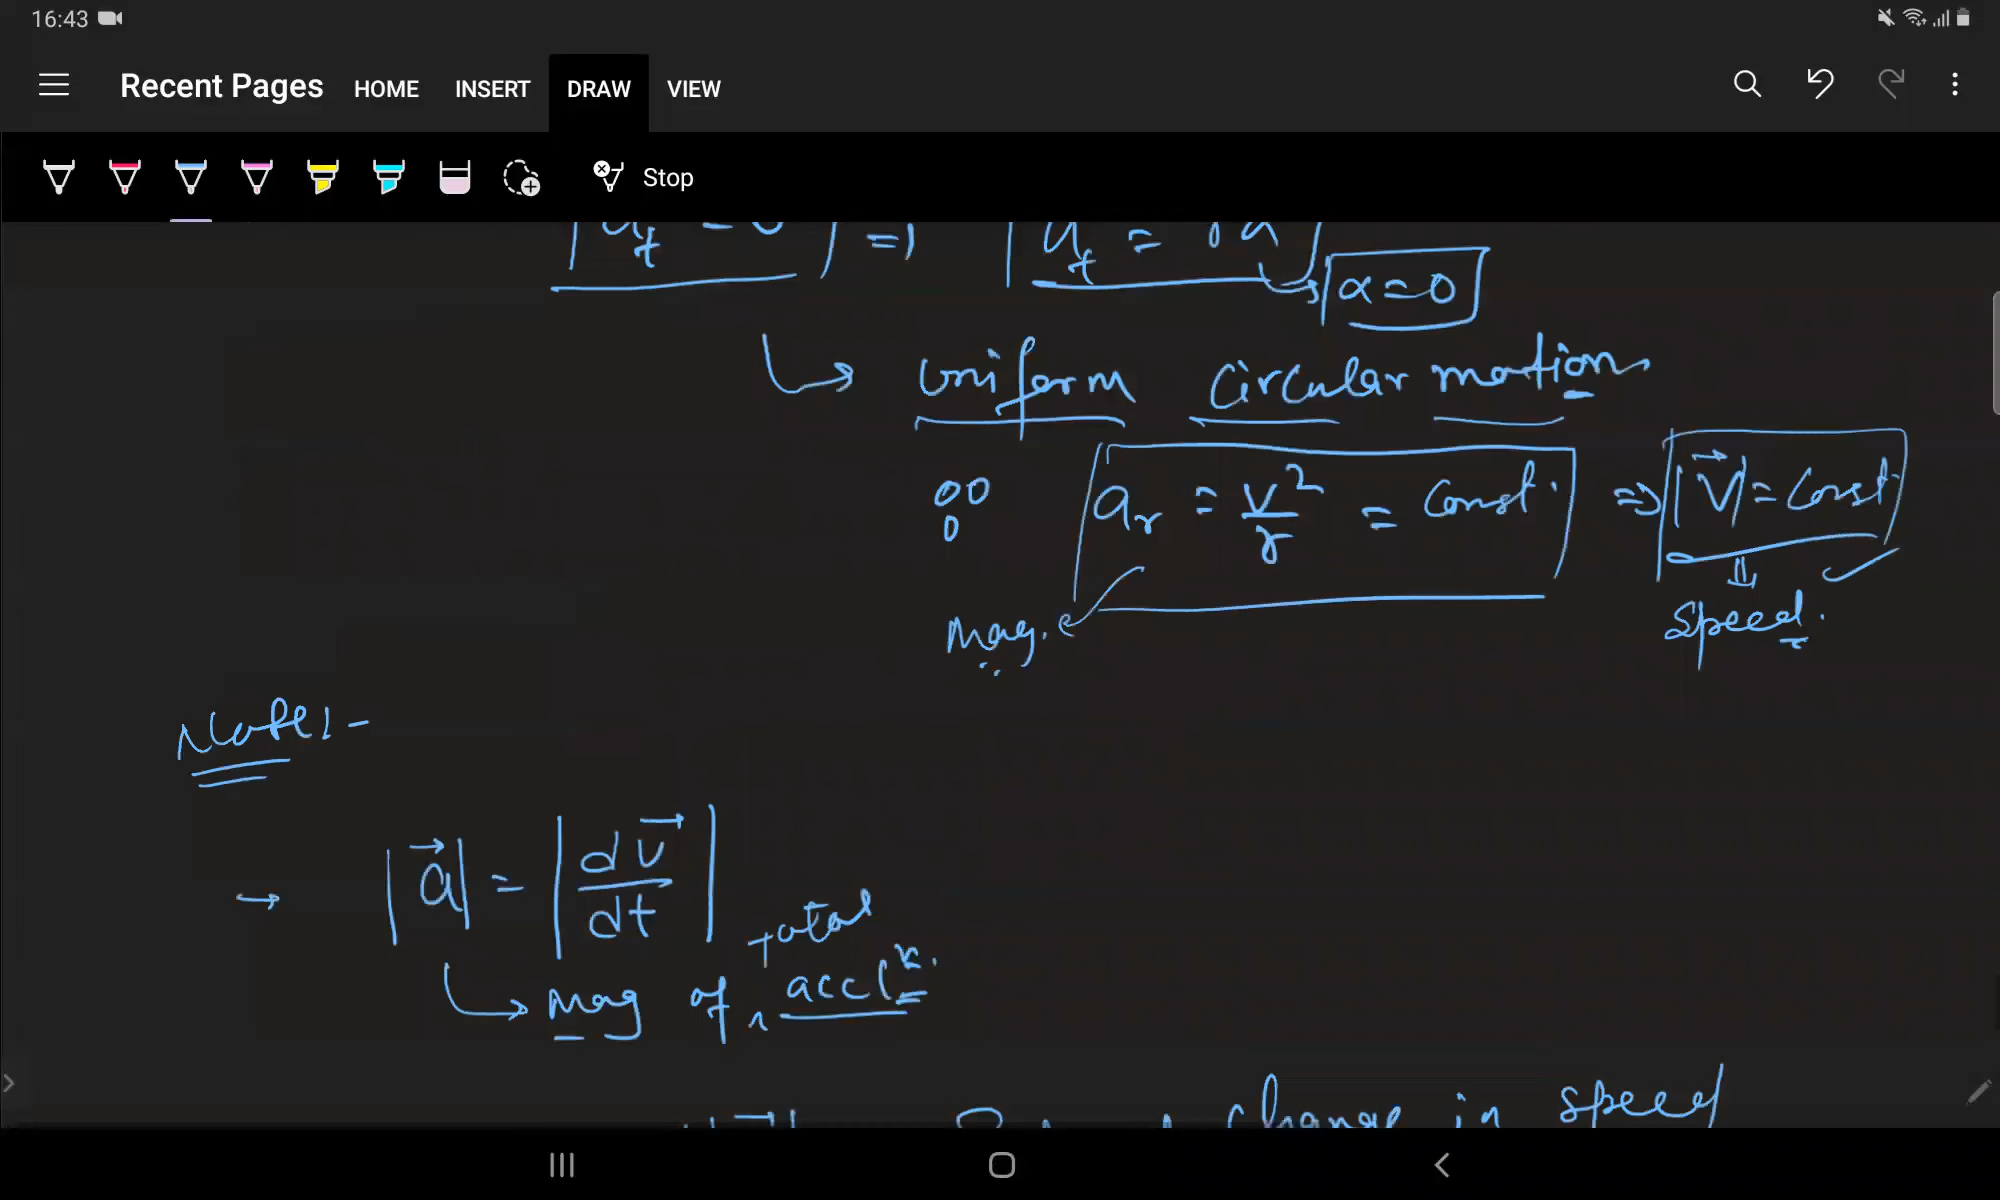 16:43
Recent Pages HOME INSERT DRAW VIEW
Stop
a_t = 0 => a_t = rα
α = 0
Uniform Circular motion
∴ a_r = v²/r = Const. => |v⃗| = Const.
Mag.
Speed.
Note:-
→ |a⃗| = |dv⃗/dt|
Total
Mag of accln.
change in speed